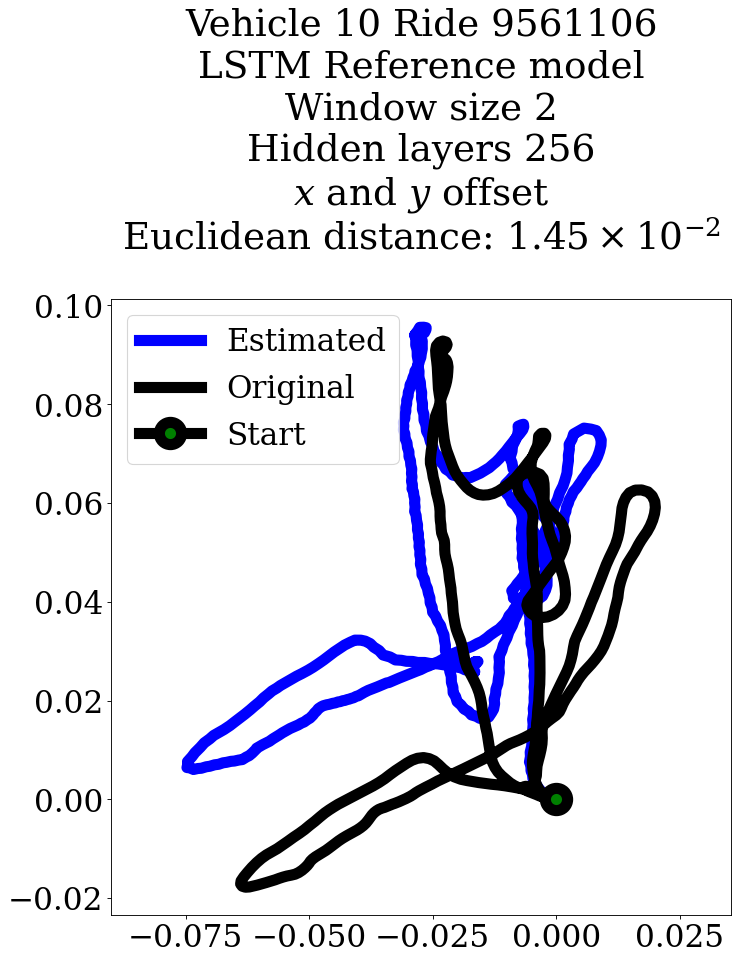 Vehicle 10 Ride 9561106
LSTM Reference model
Window size 2
Hidden layers 256
x and y offset
Euclidean distance: 1.45 × 10⁻²
0.10
Estimated
Original
Start
0.08
0.06
0.04
0.02
0.00
−0.02
−0.075 −0.050 −0.025 0.000 0.025